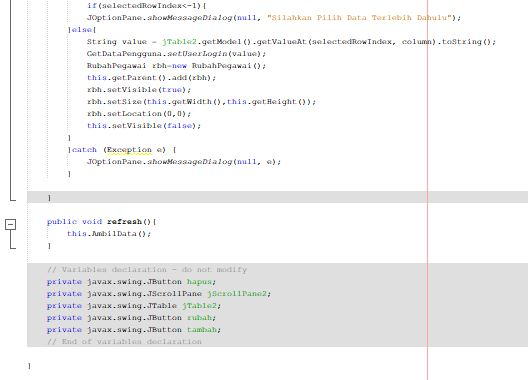 if(selectedRowIndex<-1){
JOptionPane.showMessageDialog(null, "Silahkan Pilih Data Terlebih Dahulu");
}else{
String value = jTable2.getModel().getValueAt(selectedRowIndex, column).toString();
GetDataPengguna.setUserLogin(value);
RubahPegawai rbh=new RubahPegawai();
this.getParent().add(rbh);
rbh.setVisible(true);
rbh.setSize(this.getWidth(),this.getHeight());
rbh.setLocation(0,0);
this.setVisible(false);
}
}catch (Exception e) {
JOptionPane.showMessageDialog(null, e);
}
}
public void refresh(){
this.AmbilData();
}
// Variables declaration - do not modify
private javax.swing.JButton hapus;
private javax.swing.JScrollPane jScrollPane2;
private javax.swing.JTable jTable2;
private javax.swing.JButton rubah;
private javax.swing.JButton tambah;
// End of variables declaration
}